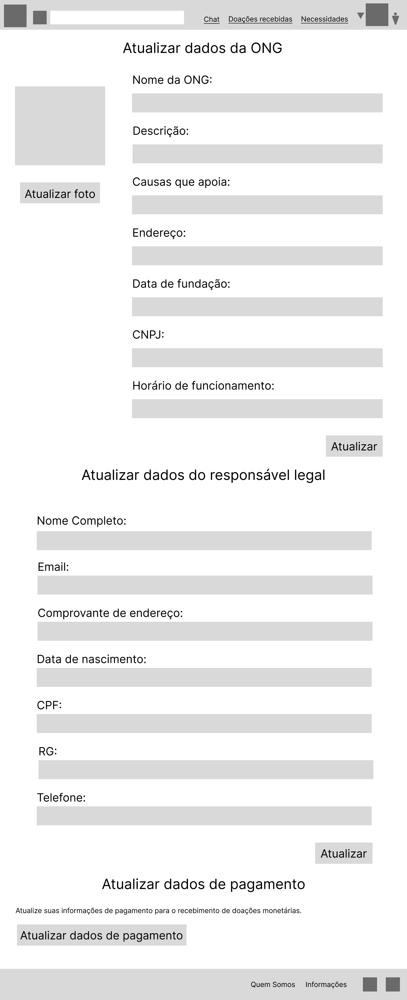 Chat Doações recebidas Necessidades
Atualizar dados da ONG
Nome da ONG:
Descrição:
Atualizar foto
Causas que apoia:
Endereço:
Data de fundação:
CNPJ:
Horário de funcionamento:
Atualizar
Atualizar dados do responsável legal
Nome Completo:
Email:
Comprovante de endereço:
Data de nascimento:
CPF:
RG:
Telefone:
Atualizar
Atualizar dados de pagamento
Atualize suas informações de pagamento para o recebimento de doações monetárias.
Atualizar dados de pagamento
Quem Somos Informações